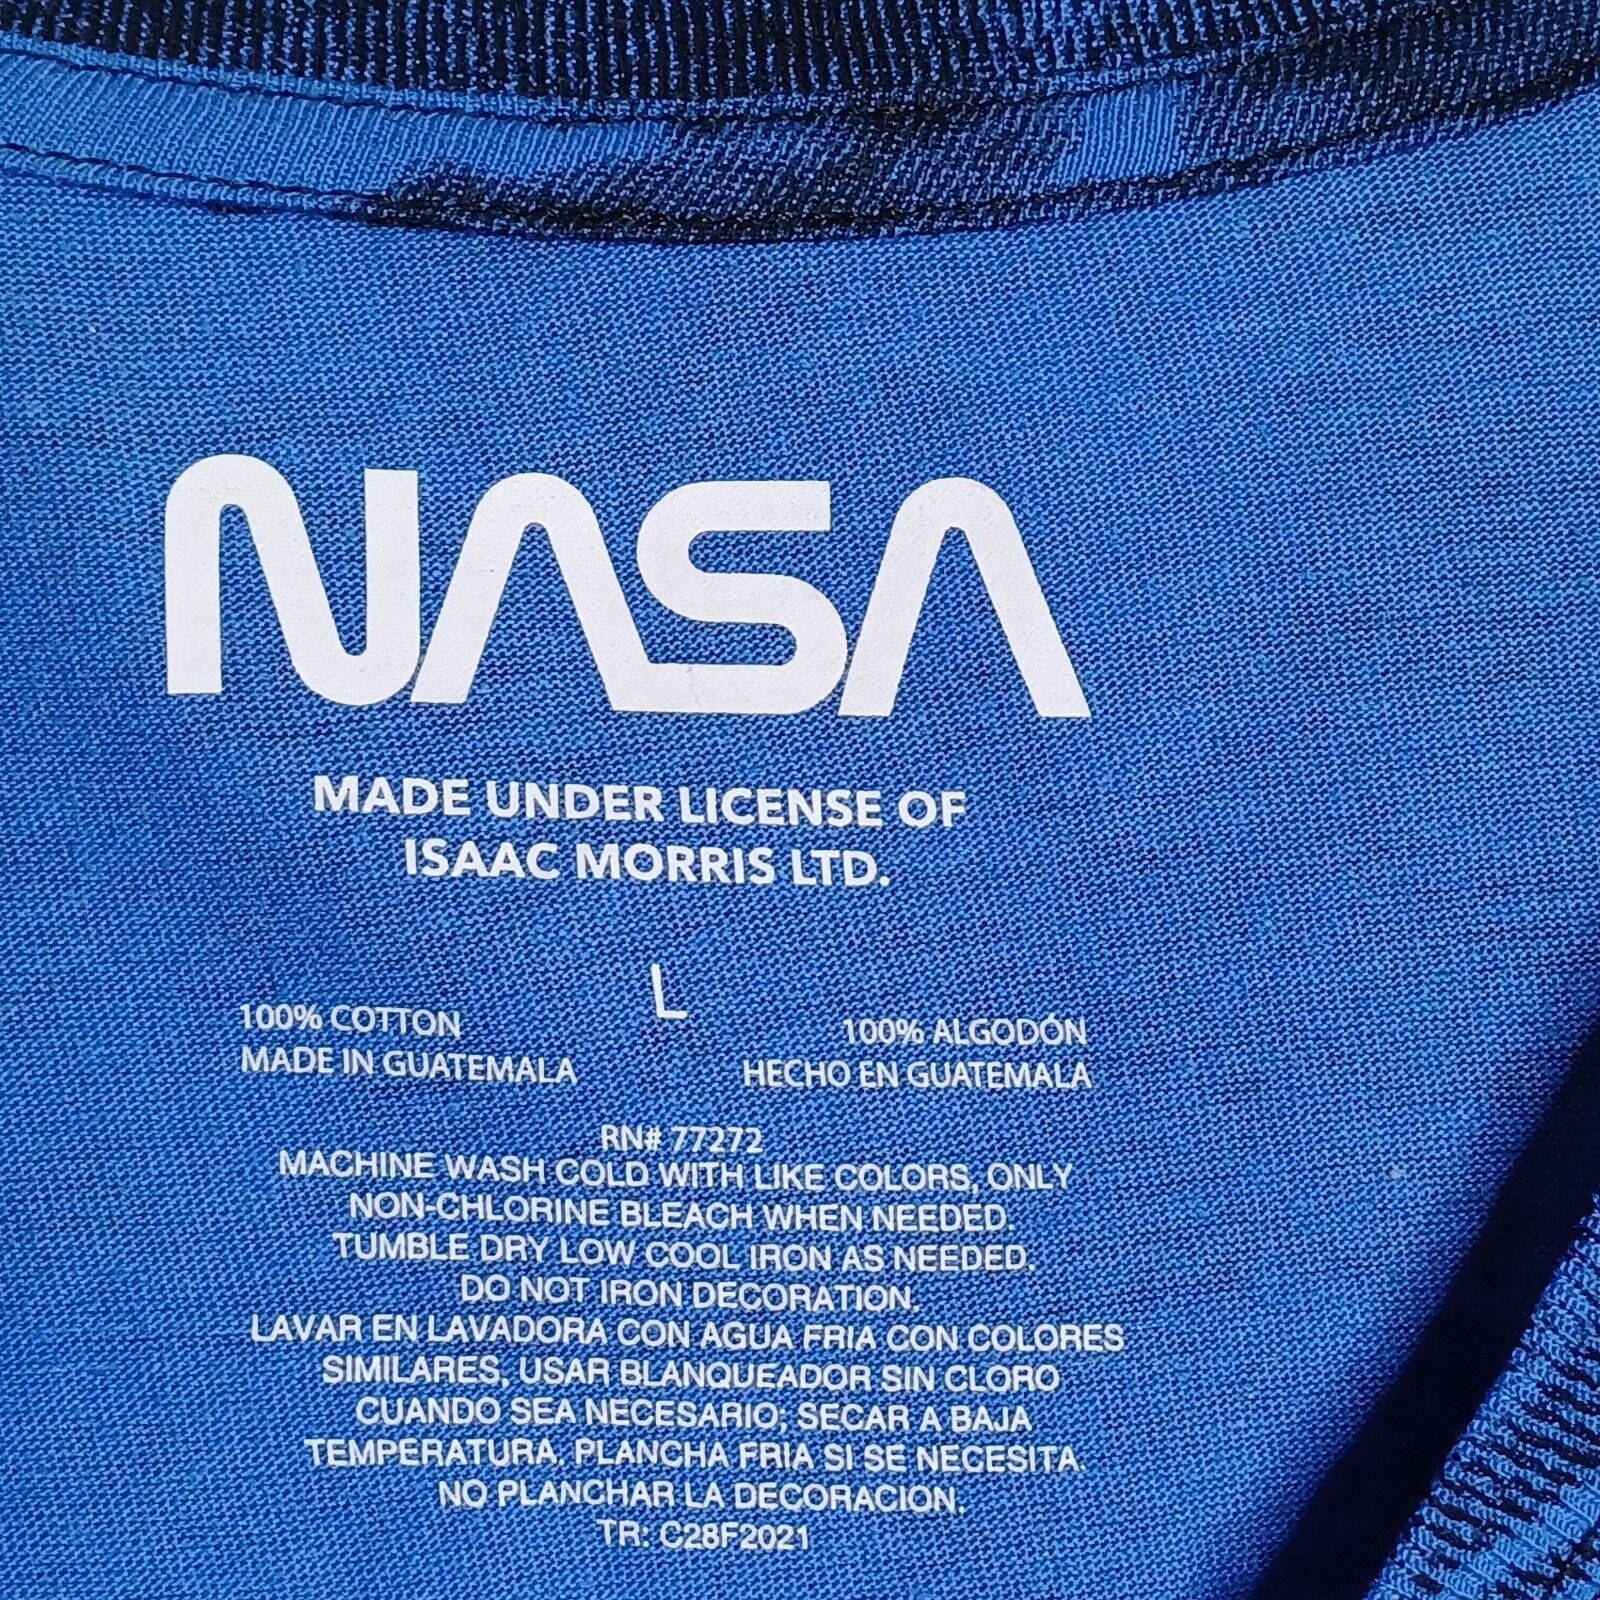 NASA
MADE UNDER LICENSE OF
ISAAC MORRIS LTD.
L
100% COTTON
MADE IN GUATEMALA
100% ALGODÓN
HECHO EN GUATEMALA
RN# 77272
MACHINE WASH COLD WITH LIKE COLORS, ONLY
NON-CHLORINE BLEACH WHEN NEEDED.
TUMBLE DRY LOW COOL IRON AS NEEDED.
DO NOT IRON DECORATION.
LAVAR EN LAVADORA CON AGUA FRIA CON COLORES
SIMILARES, USAR BLANQUEADOR SIN CLORO
CUANDO SEA NECESARIO; SECAR A BAJA
TEMPERATURA. PLANCHA FRIA SI SE NECESITA.
NO PLANCHAR LA DECORACION.
TR: C28F2021